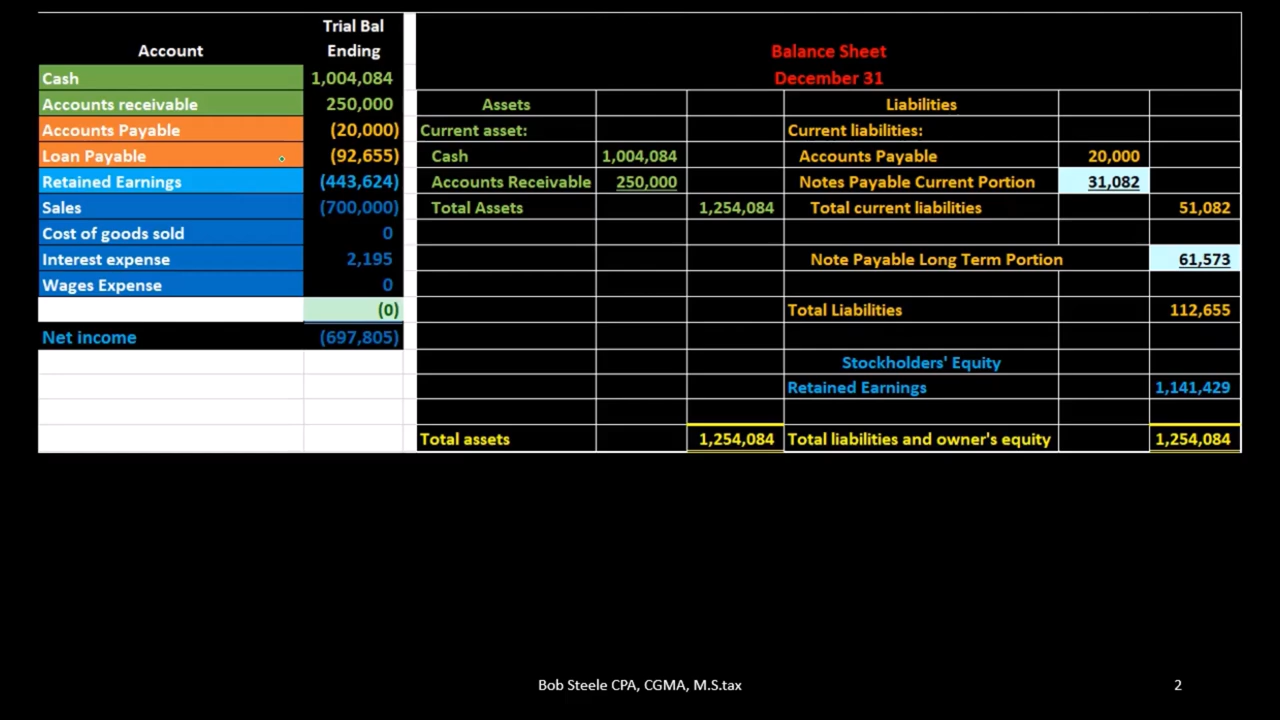 Trial Bal
Account Ending
Cash 1,004,084
Accounts receivable 250,000
Accounts Payable (20,000)
Loan Payable (92,655)
Retained Earnings (443,624)
Sales (700,000)
Cost of goods sold 0
Interest expense 2,195
Wages Expense 0
(0)
Net income (697,805)
Balance Sheet
December 31
Assets Liabilities
Current asset: Current liabilities:
Cash 1,004,084 Accounts Payable 20,000
Accounts Receivable 250,000 Notes Payable Current Portion 31,082
Total Assets 1,254,084 Total current liabilities 51,082
Note Payable Long Term Portion 61,573
Total Liabilities 112,655
Stockholders' Equity
Retained Earnings 1,141,429
Total assets 1,254,084 Total liabilities and owner's equity 1,254,084
Bob Steele CPA, CGMA, M.S.tax 2